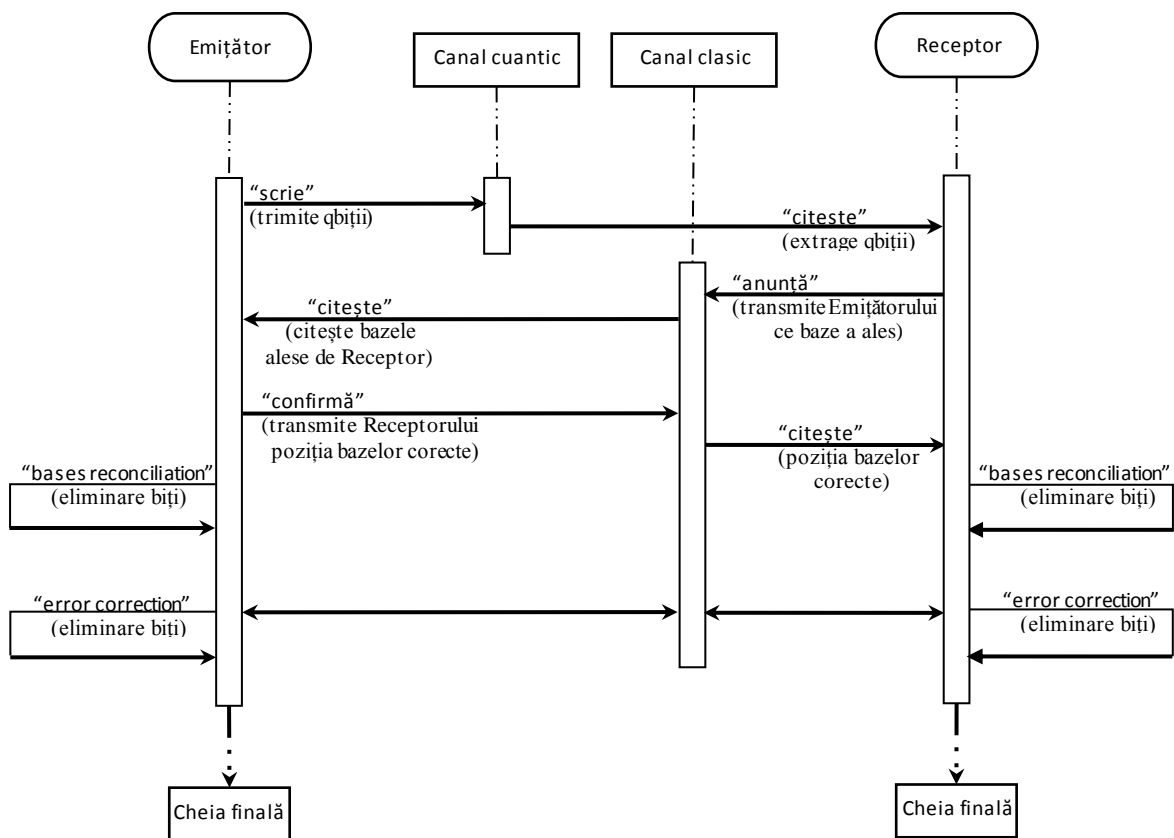 Emițător
Canal cuantic
Canal clasic
Receptor
“scrie”
(trimite qbiții)
“citeste”
(extrage qbiții)
“anunță”
(transmite Emițătorului
ce baze a ales)
“citește”
(citește bazele
alese de Receptor)
“confirmă”
(transmite Receptorului
poziția bazelor corecte)
“citește”
(poziția bazelor
corecte)
“bases reconciliation”
(eliminare biți)
“bases reconciliation”
(eliminare biți)
“error correction”
(eliminare biți)
“error correction”
(eliminare biți)
Cheia finală
Cheia finală